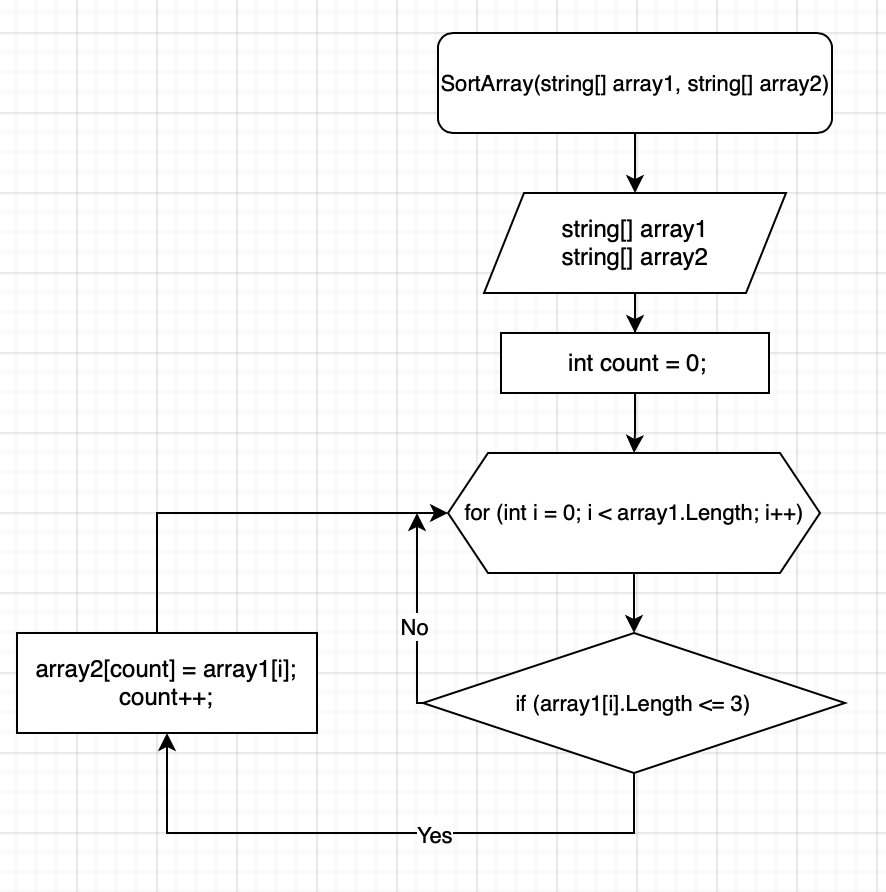 SortArray(string[] array1, string[] array2)
string[] array1
string[] array2
int count = 0;
for (int i = 0; i < array1.Length; i++)
No
array2[count] = array1[i];
count++;
if (array1[i].Length <= 3)
Yes